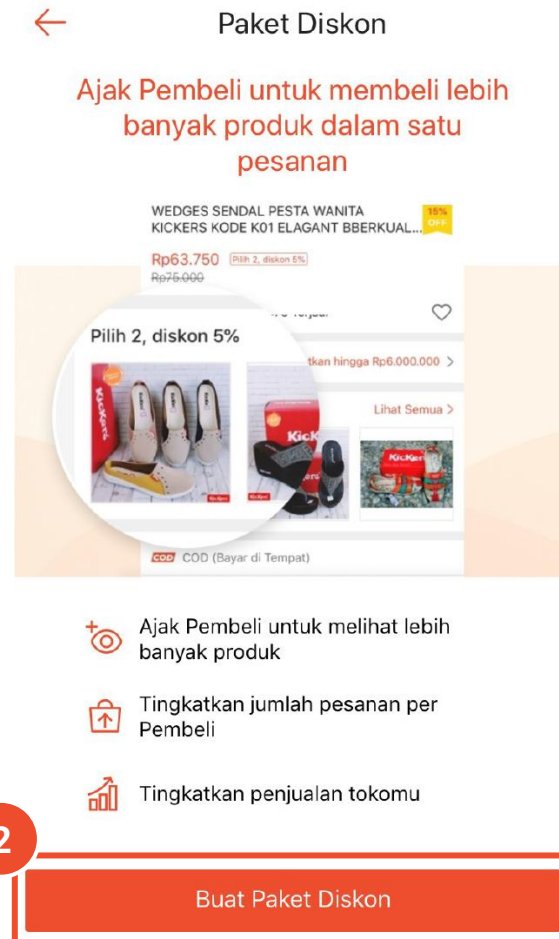 Paket Diskon
Ajak Pembeli untuk membeli lebih
banyak produk dalam satu
pesanan
WEDGES SENDAL PESTA WANITA
KICKERS KODE K01 ELAGANT BBERKUAL...
15%
OFF
Rp63.750
Pilih 2, diskon 5%
Rp75.000
Pilih 2, diskon 5%
tkan hingga Rp6.000.000 >
Lihat Semua >
KicKers
Kick
KicKers
COD COD (Bayar di Tempat)
Ajak Pembeli untuk melihat lebih
banyak produk
Tingkatkan jumlah pesanan per
Pembeli
Tingkatkan penjualan tokomu
2
Buat Paket Diskon